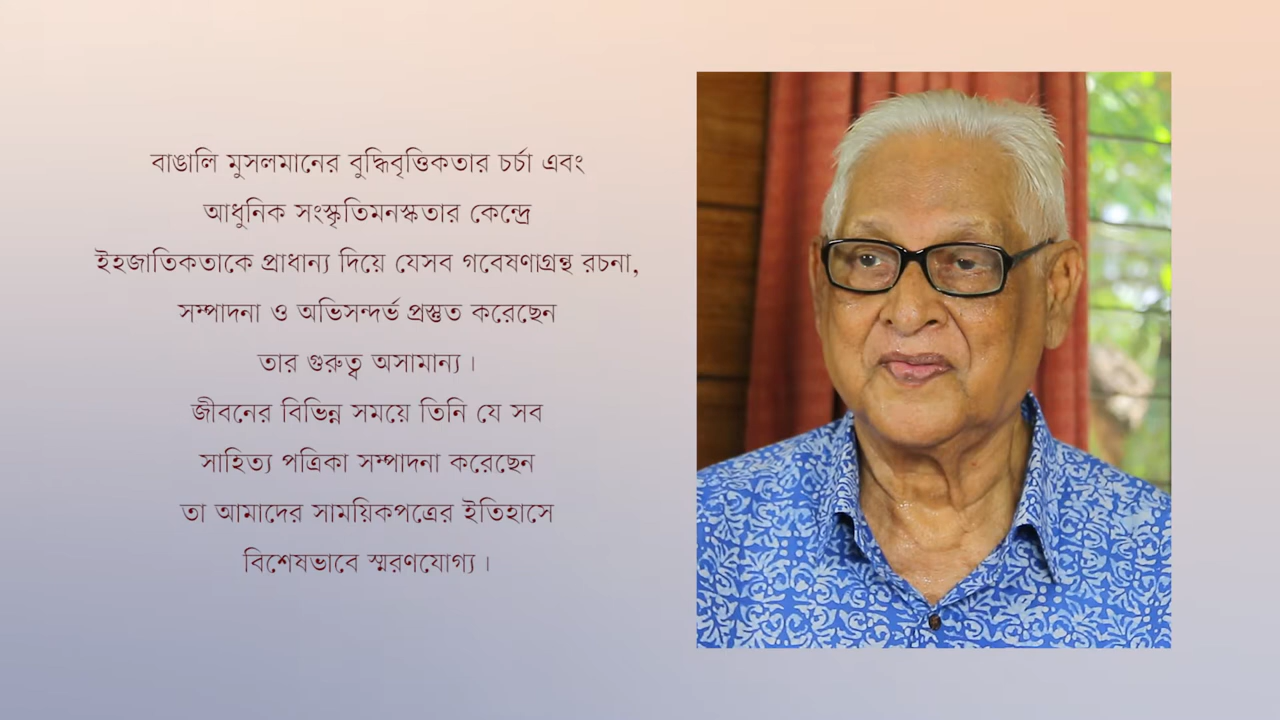 বাঙালি মুসলমানের বুদ্ধিবৃত্তিকতার চর্চা এবং
আধুনিক সংস্কৃতিমনস্কতার কেন্দ্রে
ইহজাতিকতাকে প্রাধান্য দিয়ে যেসব গবেষণাগ্রন্থ রচনা,
সম্পাদনা ও অভিসন্দর্ভ প্রস্তুত করেছেন
তার গুরুত্ব অসামান্য।
জীবনের বিভিন্ন সময়ে তিনি যে সব
সাহিত্য পত্রিকা সম্পাদনা করেছেন
তা আমাদের সাময়িকপত্রের ইতিহাসে
বিশেষভাবে স্মরণযোগ্য।